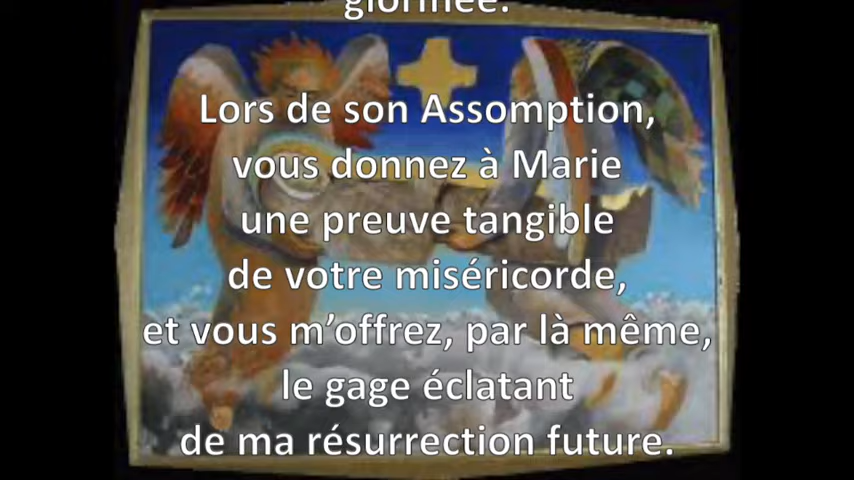 glorifiée.
Lors de son Assomption,
vous donnez à Marie
une preuve tangible
de votre miséricorde,
et vous m’offrez, par là même,
le gage éclatant
de ma résurrection future.